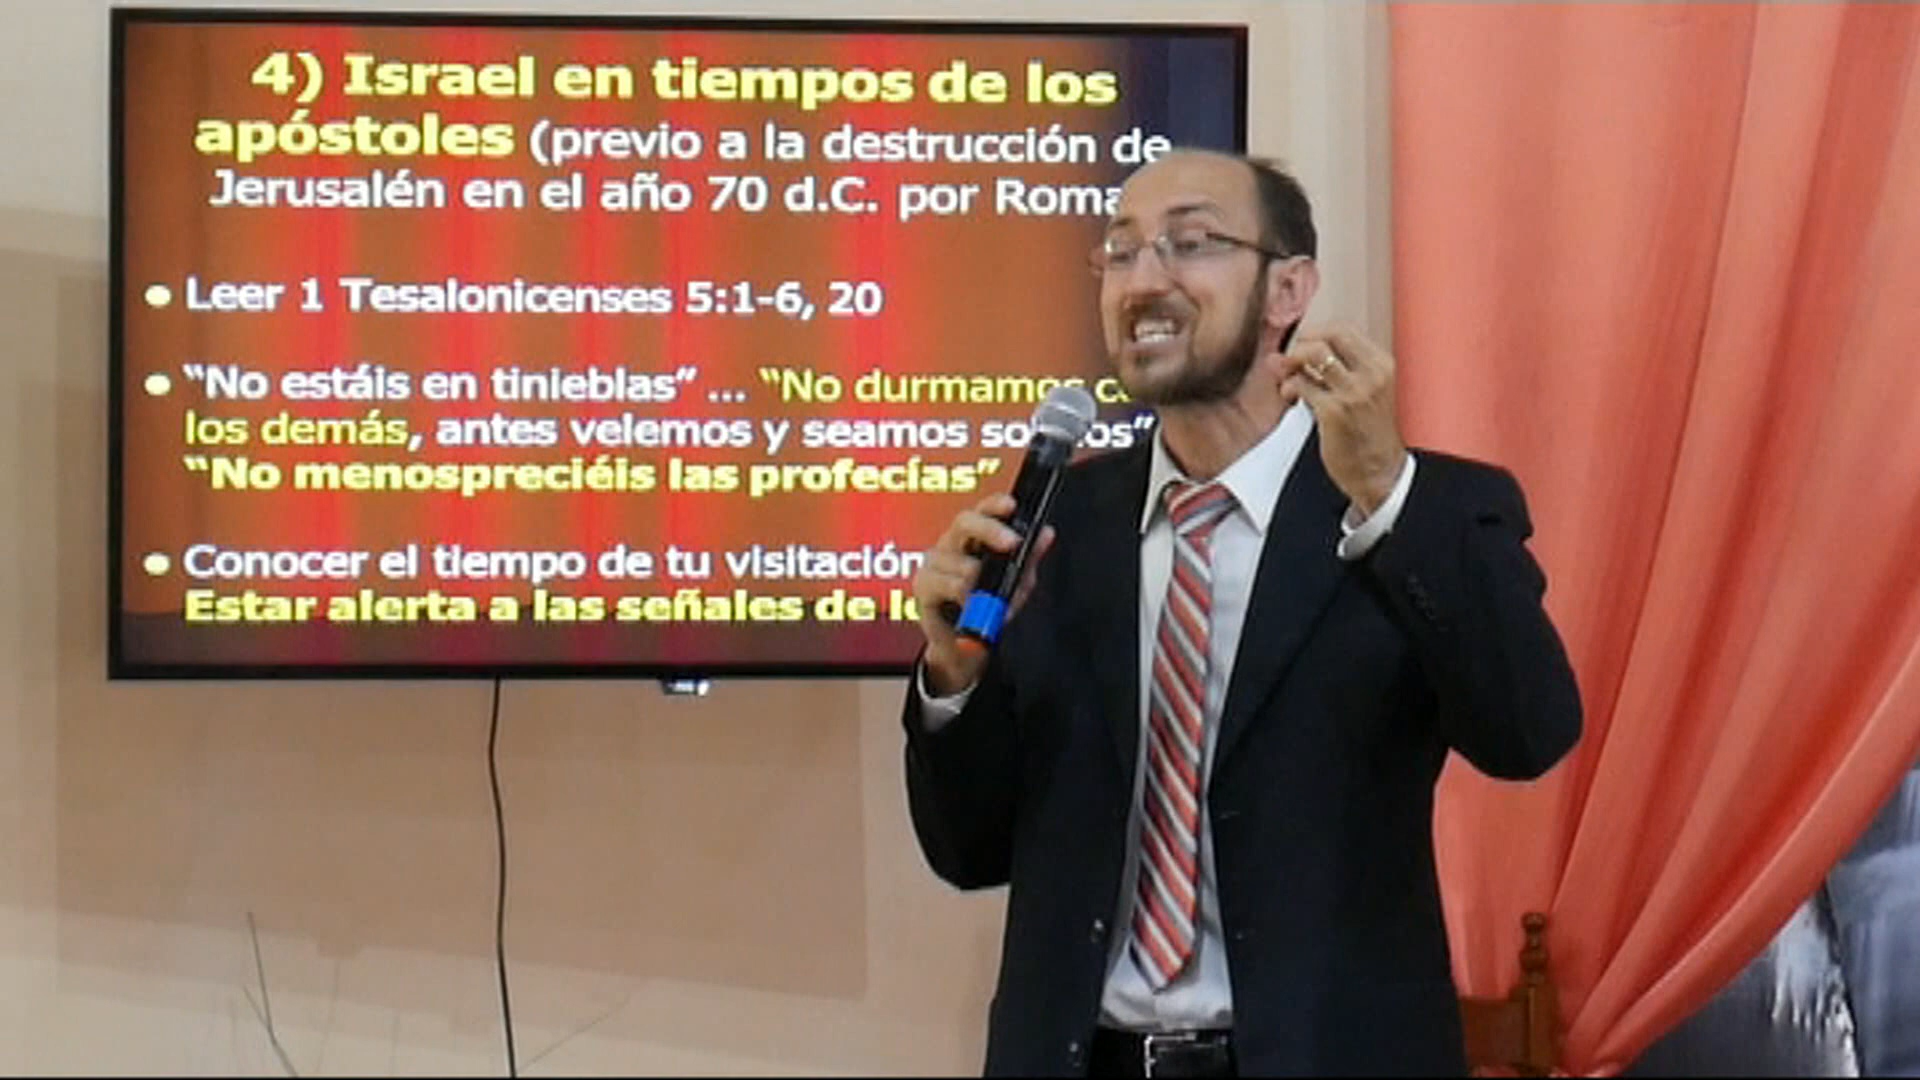 4) Israel en tiempos de los
apóstoles (previo a la destrucción de
Jerusalén en el año 70 d.C. por Roma
• Leer 1 Tesalonicenses 5:1-6, 20
• “No estáis en tinieblas” ... “No durmamos
los demás, antes velemos y seamos
“No menospreciéis las profecías”
• Conocer el tiempo de tu visitación
Estar alerta a las señales de